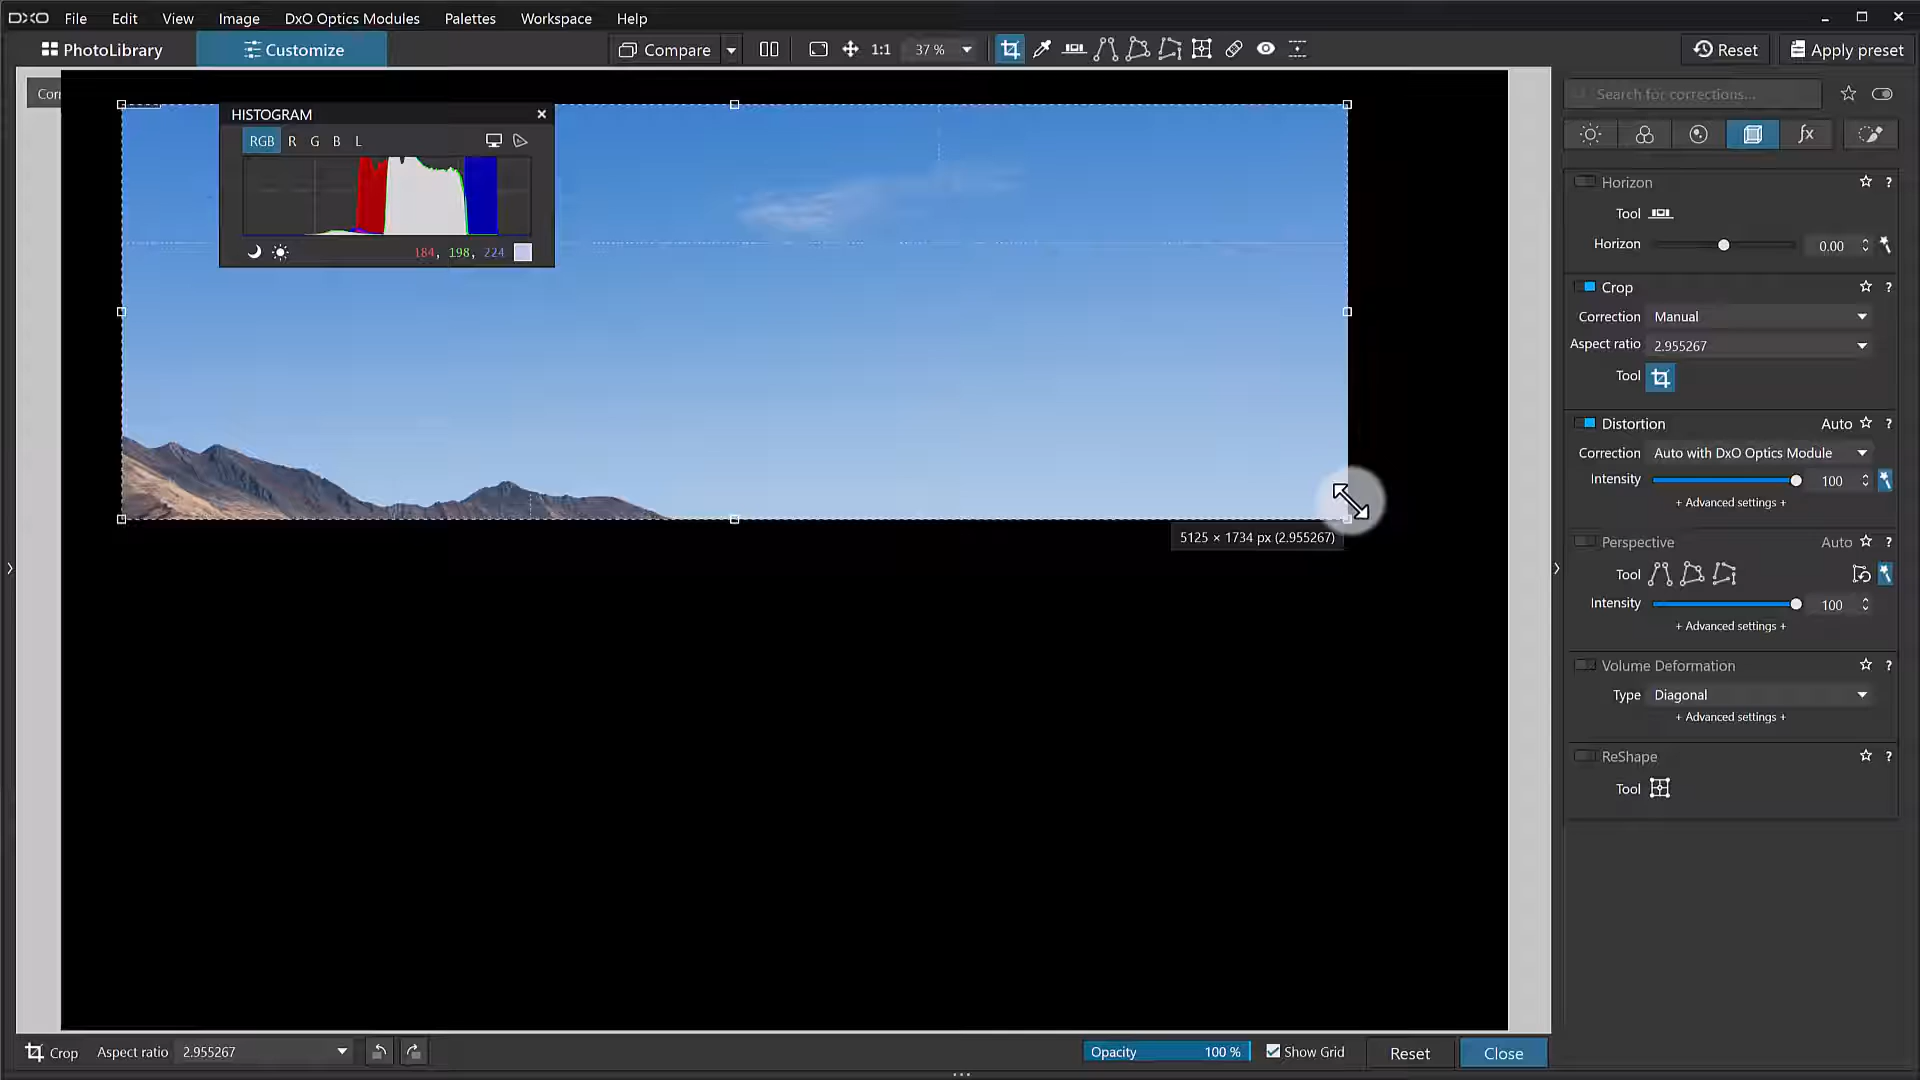 DXO File Edit View Image DxO Optics Modules Palettes Workspace Help
PhotoLibrary Customize Compare 1:1 37 % Reset Apply preset
Search for corrections...
HISTOGRAM
RGB R G B L
184, 198, 224
5125 × 1734 px (2.955267)
Horizon ?
Tool
Horizon 0.00
Crop ?
Correction Manual
Aspect ratio 2.955267
Tool
Distortion Auto ?
Correction Auto with DxO Optics Module
Intensity 100
+ Advanced settings +
Perspective Auto ?
Tool
Intensity 100
+ Advanced settings +
Volume Deformation ?
Type Diagonal
+ Advanced settings +
ReShape ?
Tool
Crop Aspect ratio 2.955267 Opacity 100 % Show Grid Reset Close